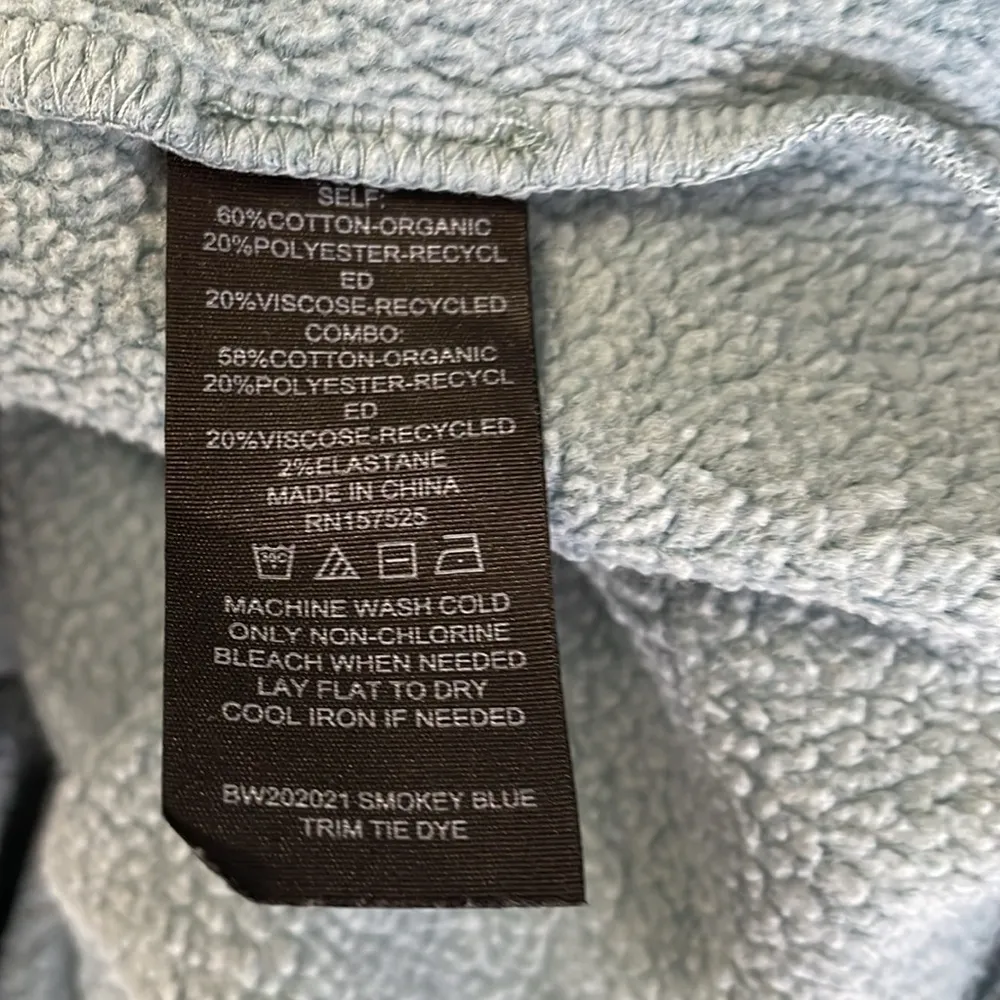 SELF:
60%COTTON-ORGANIC
20%POLYESTER-RECYCL
ED
20%VISCOSE-RECYCLED
COMBO:
58%COTTON-ORGANIC
20%POLYESTER-RECYCL
ED
20%VISCOSE-RECYCLED
2%ELASTANE
MADE IN CHINA
RN157525
MACHINE WASH COLD
ONLY NON-CHLORINE
BLEACH WHEN NEEDED
LAY FLAT TO DRY
COOL IRON IF NEEDED
BW202021 SMOKEY BLUE
TRIM TIE DYE